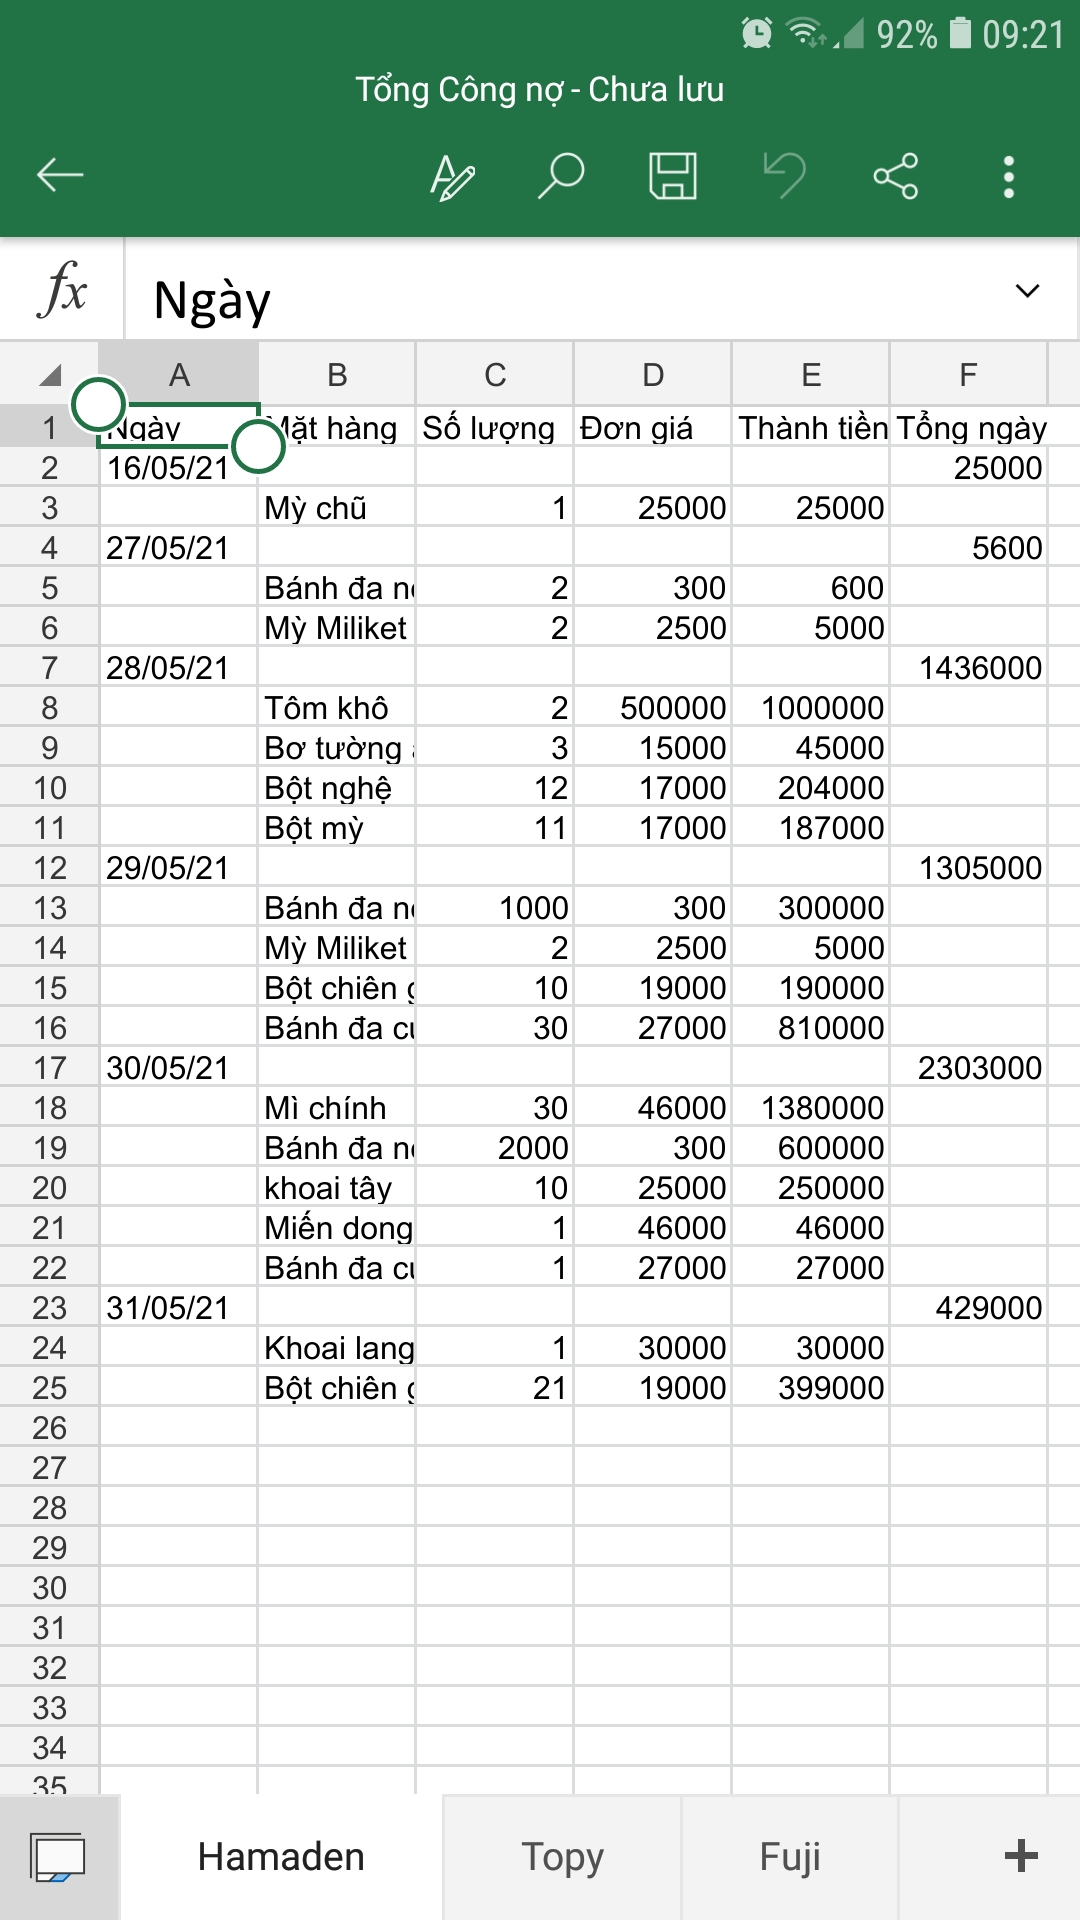 92% 09:21
Tổng Công nợ - Chưa lưu
fx Ngày
A B C D E F
1 Ngày Mặt hàng Số lượng Đơn giá Thành tiền Tổng ngày
2 16/05/21 25000
3 Mỳ chũ 1 25000 25000
4 27/05/21 5600
5 Bánh đa 2 300 600
6 Mỳ Miliket 2 2500 5000
7 28/05/21 1436000
8 Tôm khô 2 500000 1000000
9 Bơ tường 3 15000 45000
10 Bột nghệ 12 17000 204000
11 Bột mỳ 11 17000 187000
12 29/05/21 1305000
13 Bánh đa 1000 300 300000
14 Mỳ Miliket 2 2500 5000
15 Bột chiên 10 19000 190000
16 Bánh đa 30 27000 810000
17 30/05/21 2303000
18 Mì chính 30 46000 1380000
19 Bánh đa 2000 300 600000
20 khoai tây 10 25000 250000
21 Miến dong 1 46000 46000
22 Bánh đa 1 27000 27000
23 31/05/21 429000
24 Khoai lang 1 30000 30000
25 Bột chiên 21 19000 399000
26
27
28
29
30
31
32
33
34
35
Hamaden Topy Fuji +